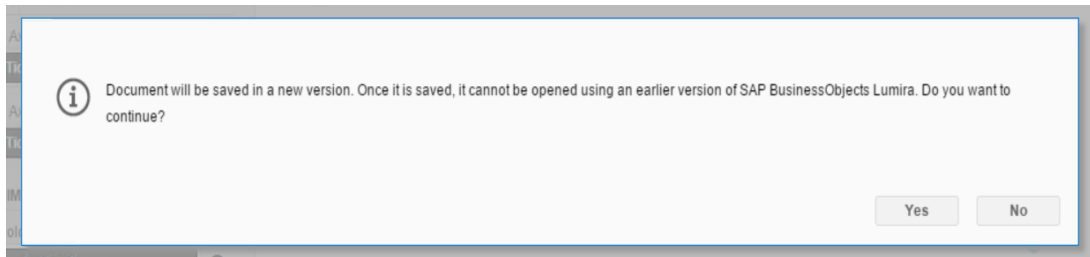 Document will be saved in a new version. Once it is saved, it cannot be opened using an earlier version of SAP BusinessObjects Lumira. Do you want to
continue?
Yes No